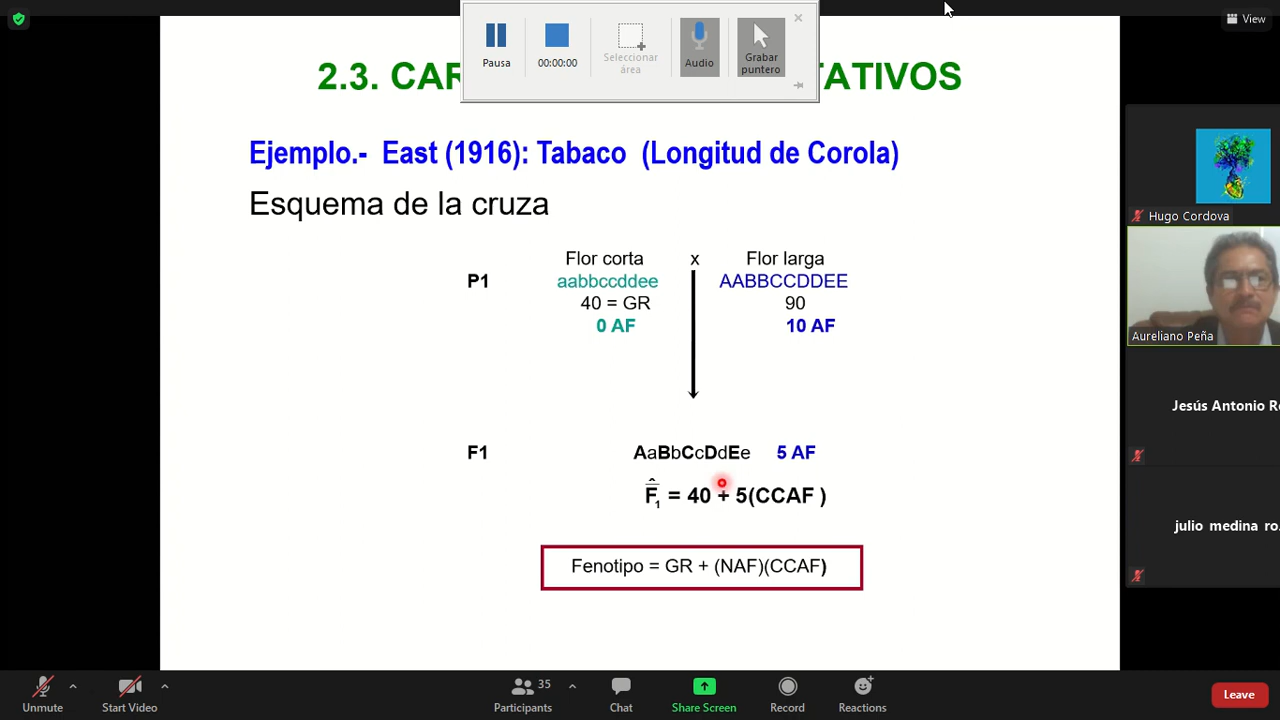 View
Pausa
00:00:00
Seleccionar
área
Audio
Grabar
puntero
2.3. CAR TATIVOS
Ejemplo.- East (1916): Tabaco (Longitud de Corola)
Esquema de la cruza
Flor corta x Flor larga
P1 aabbccddee AABBCCDDEE
40 = GR 90
0 AF 10 AF
F1 AaBbCcDdEe 5 AF
F̂̅₁ = 40 + 5(CCAF )
Fenotipo = GR + (NAF)(CCAF)
Hugo Cordova
Aureliano Peña
Jesús Antonio R
julio medina ro
Unmute
Start Video
35
Participants
Chat
Share Screen
Record
Reactions
Leave